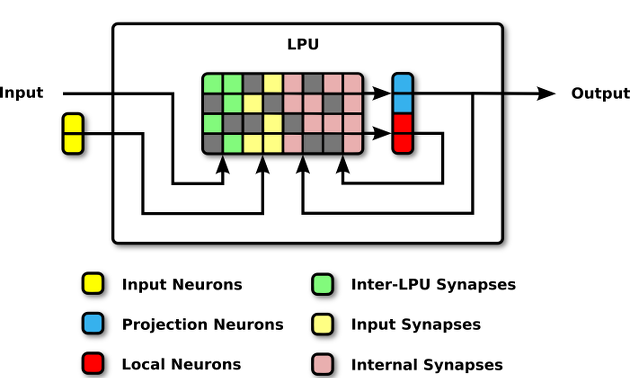 LPU
Input
Output
Input Neurons
Inter-LPU Synapses
Projection Neurons
Input Synapses
Local Neurons
Internal Synapses